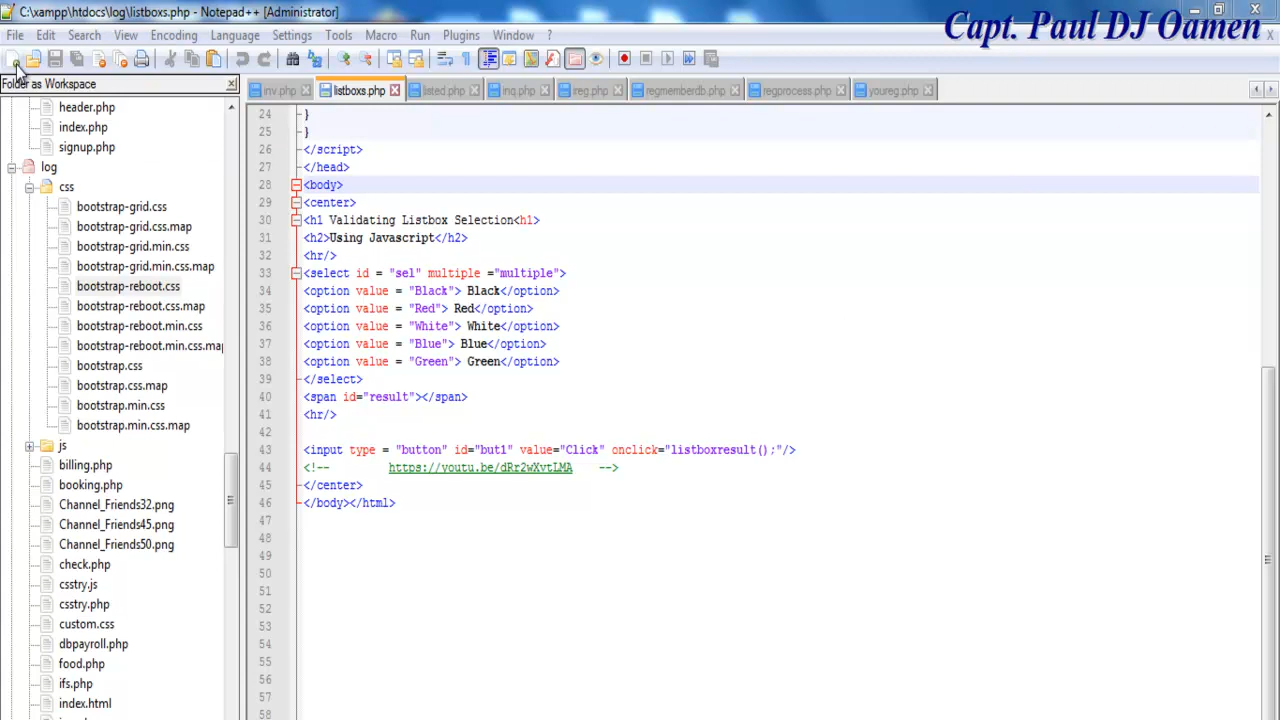 C:\xampp\htdocs\log\listboxs.php - Notepad++ [Administrator]
Capt. Paul DJ Oamen
File Edit Search View Encoding Language Settings Tools Macro Run Plugins Window ? X
Folder as Workspace
inv.php listboxs.php listed.php inq.php reg.php regmemberdb.php regprocess.php youreg.php
header.php
index.php
signup.php
log
css
bootstrap-grid.css
bootstrap-grid.css.map
bootstrap-grid.min.css
bootstrap-grid.min.css.map
bootstrap-reboot.css
bootstrap-reboot.css.map
bootstrap-reboot.min.css
bootstrap-reboot.min.css.ma
bootstrap.css
bootstrap.css.map
bootstrap.min.css
bootstrap.min.css.map
js
billing.php
booking.php
Channel_Friends32.png
Channel_Friends45.png
Channel_Friends50.png
check.php
csstry.js
csstry.php
custom.css
dbpayroll.php
food.php
ifs.php
index.html
24 }
25 }
26 </script>
27 </head>
28 <body>
29 <center>
30 <h1 Validating Listbox Selection<h1>
31 <h2>Using Javascript</h2>
32 <hr/>
33 <select id = "sel" multiple ="multiple">
34 <option value = "Black"> Black</option>
35 <option value = "Red"> Red</option>
36 <option value = "White"> White</option>
37 <option value = "Blue"> Blue</option>
38 <option value = "Green"> Green</option>
39 </select>
40 <span id="result"></span>
41 <hr/>
42
43 <input type = "button" id="but1" value="Click" onclick="listboxresult();"/>
44 <!-- https://youtu.be/dRr2wXvtLMA -->
45 </center>
46 </body></html>
47
48
49
50
51
52
53
54
55
56
57
58